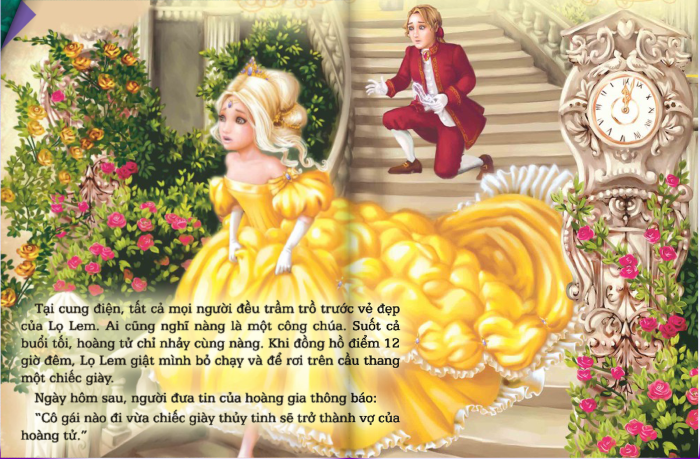 Tại cung điện, tất cả mọi người đều trầm trồ trước vẻ đẹp
của Lọ Lem. Ai cũng nghĩ nàng là một công chúa. Suốt cả
buổi tối, hoàng tử chỉ nhảy cùng nàng. Khi đồng hồ điểm 12
giờ đêm, Lọ Lem giật mình bỏ chạy và để rơi trên cầu thang
một chiếc giày.
Ngày hôm sau, người đưa tin của hoàng gia thông báo:
“Cô gái nào đi vừa chiếc giày thủy tinh sẽ trở thành vợ của
hoàng tử.”